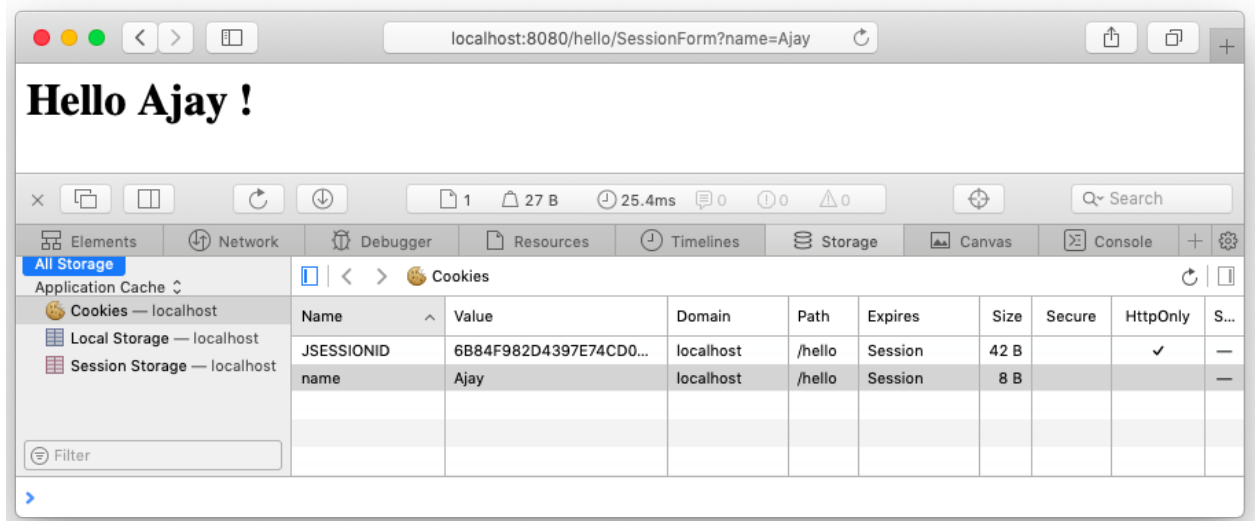 localhost:8080/hello/SessionForm?name=Ajay
Hello Ajay !
1 27 B 25.4ms 0 0 0 Search
Elements Network Debugger Resources Timelines Storage Canvas Console
All Storage
Application Cache
Cookies — localhost
Local Storage — localhost
Session Storage — localhost
Filter
Cookies
Name Value Domain Path Expires Size Secure HttpOnly S...
JSESSIONID 6B84F982D4397E74CD0... localhost /hello Session 42 B ✓ —
name Ajay localhost /hello Session 8 B —